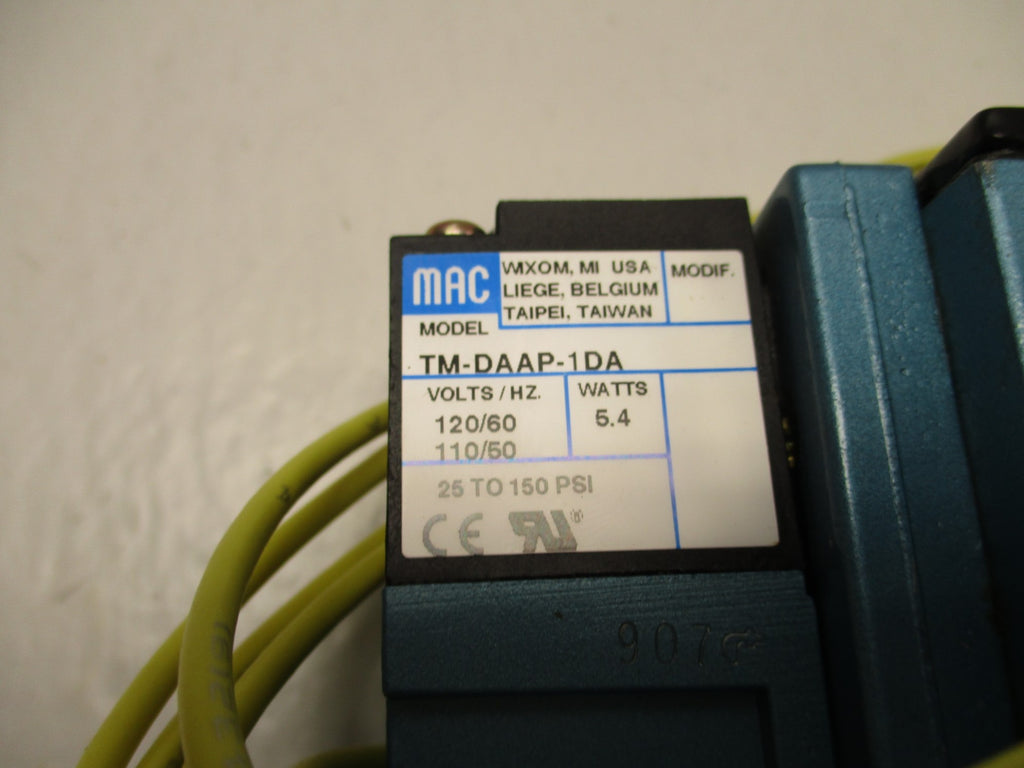 MAC
WIXOM, MI USA
LIEGE, BELGIUM
TAIPEI, TAIWAN
MODIF.
MODEL
TM-DAAP-1DA
VOLTS / HZ.
120/60
110/50
WATTS
5.4
25 TO 150 PSI
CE RU®
907